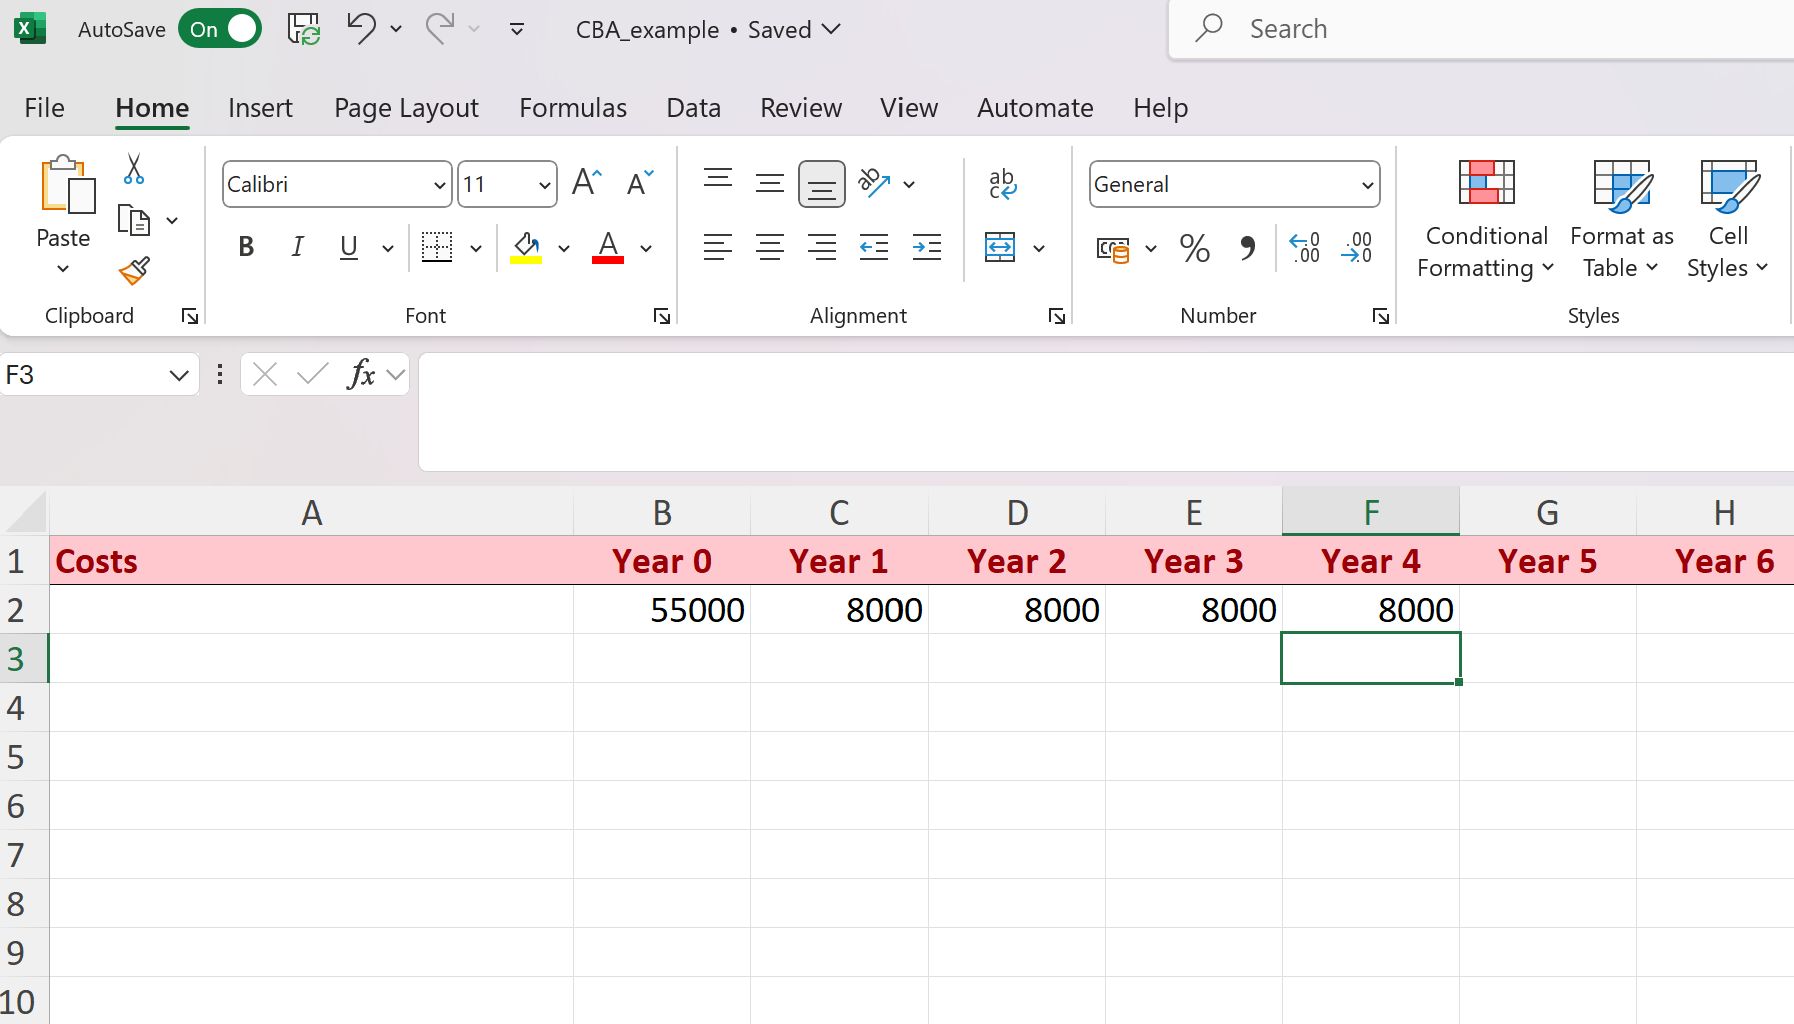 X AutoSave On CBA_example • Saved Search
File Home Insert Page Layout Formulas Data Review View Automate Help
Paste
Clipboard
Calibri 11 A A
B I U A
Font
ab
ab c
Alignment
General
% 0 .00 .00 0
Number
Conditional Formatting
Format as Table
Cell Styles
Styles
F3 fx
A B C D E F G H
1 Costs Year 0 Year 1 Year 2 Year 3 Year 4 Year 5 Year 6
2 55000 8000 8000 8000 8000
3
4
5
6
7
8
9
10